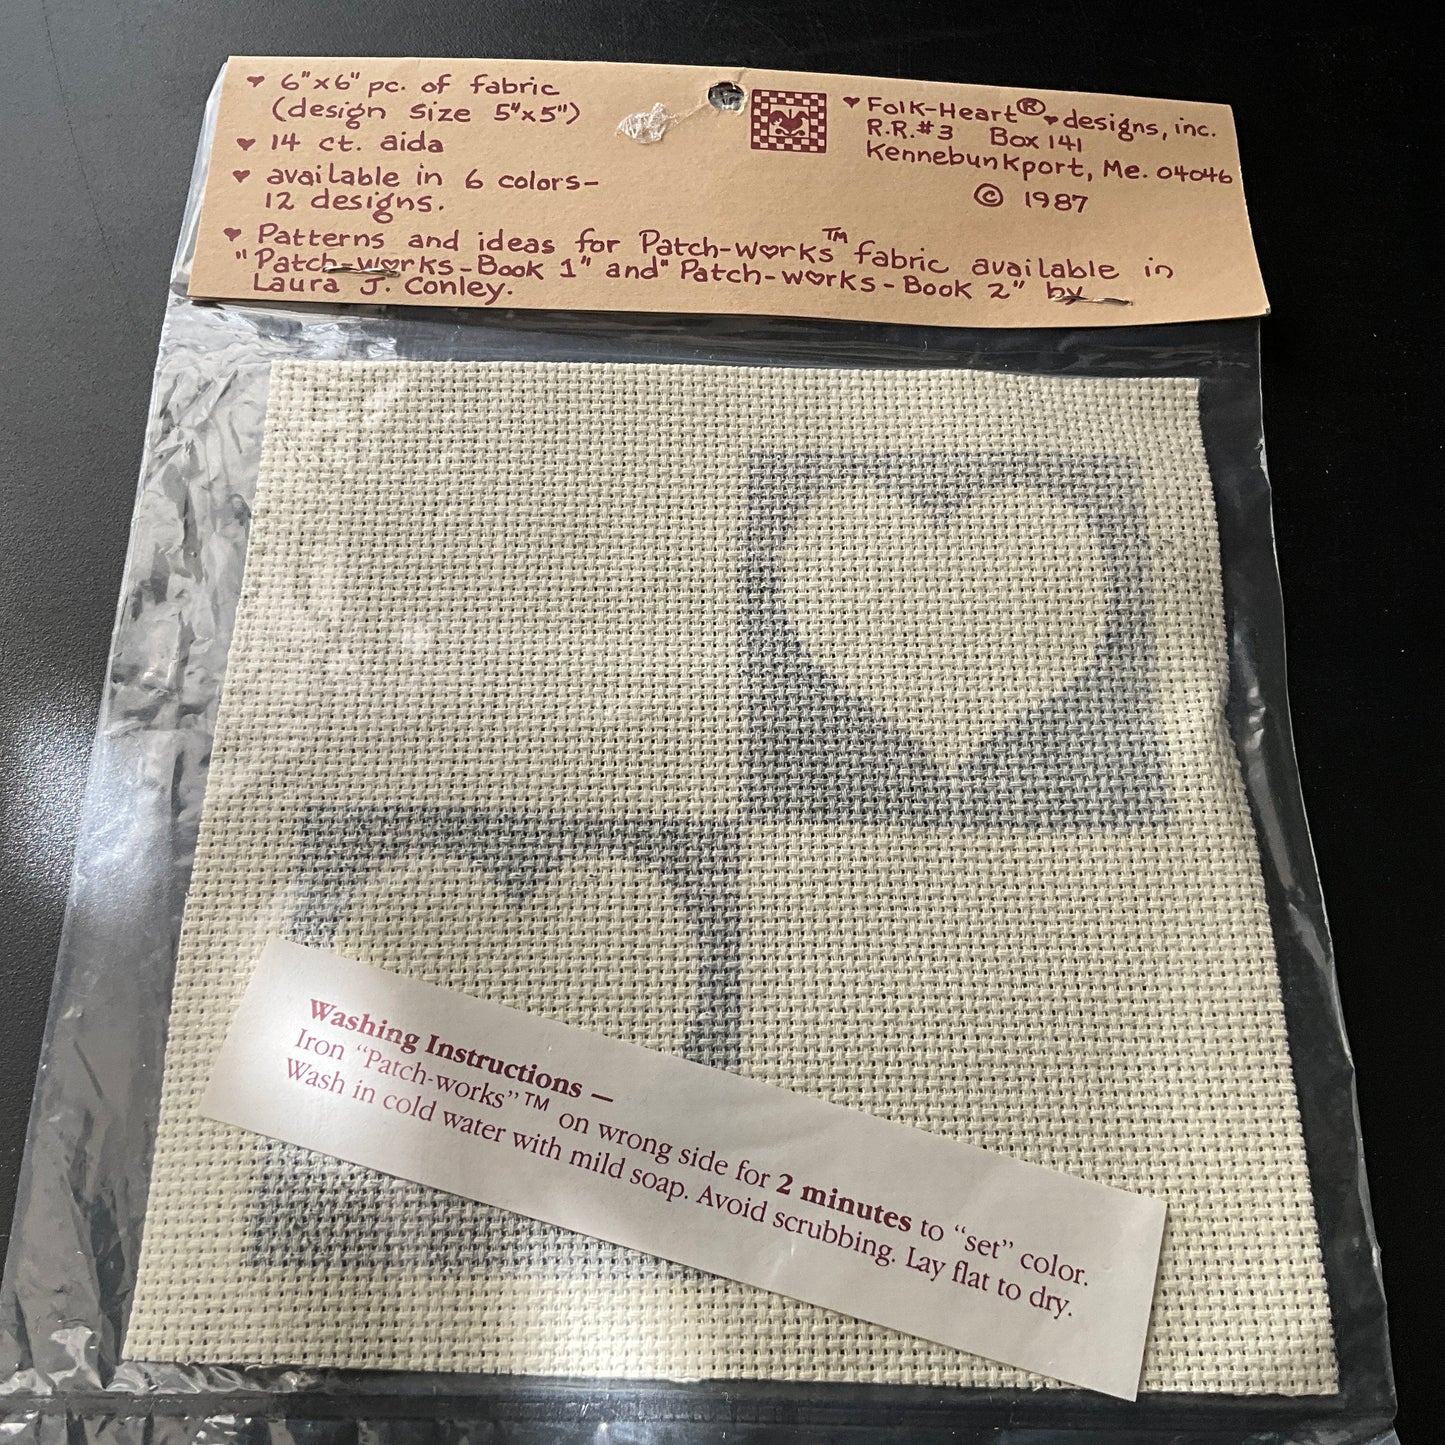 ♥ 6"x6" pc. of fabric
(design size 5"x5")
♥ 14 ct. aida
♥ available in 6 colors-
12 designs.
♥ Patterns and ideas for Patch-w♥rks™ fabric available in
"Patch-w♥rks-Book 1" and "Patch-w♥rks-Book 2" by
Laura J. Conley.
♥ Folk-Heart®♥designs, inc.
R.R.#3 Box 141
Kennebunkport, Me. 04046
© 1987
Washing Instructions —
Iron "Patch-works"™ on wrong side for 2 minutes to "set" color.
Wash in cold water with mild soap. Avoid scrubbing. Lay flat to dry.